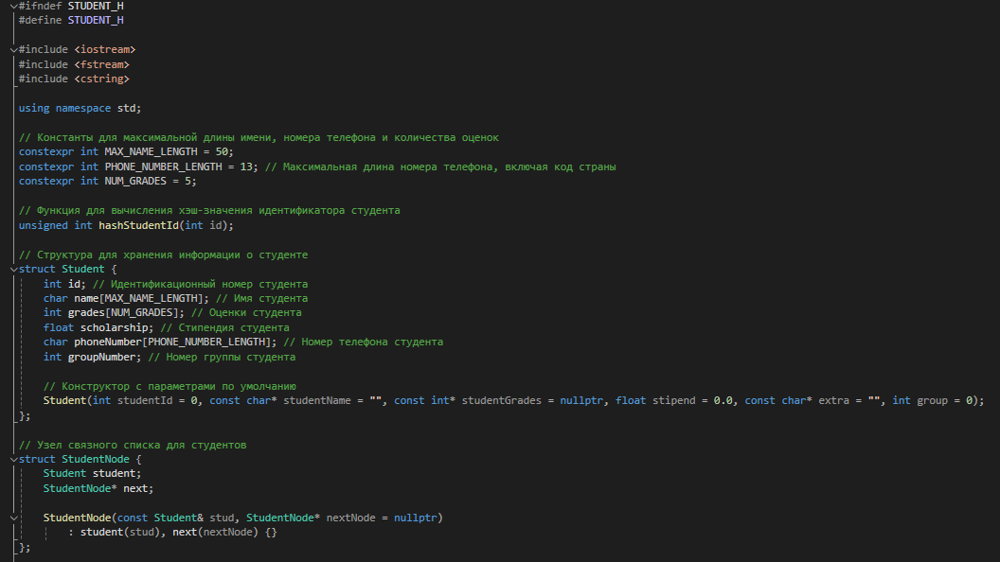 #ifndef STUDENT_H
#define STUDENT_H
#include <iostream>
#include <fstream>
#include <cstring>
using namespace std;
// Константы для максимальной длины имени, номера телефона и количества оценок
constexpr int MAX_NAME_LENGTH = 50;
constexpr int PHONE_NUMBER_LENGTH = 13; // Максимальная длина номера телефона, включая код страны
constexpr int NUM_GRADES = 5;
// Функция для вычисления хэш-значения идентификатора студента
unsigned int hashStudentId(int id);
// Структура для хранения информации о студенте
struct Student {
    int id; // Идентификационный номер студента
    char name[MAX_NAME_LENGTH]; // Имя студента
    int grades[NUM_GRADES]; // Оценки студента
    float scholarship; // Стипендия студента
    char phoneNumber[PHONE_NUMBER_LENGTH]; // Номер телефона студента
    int groupNumber; // Номер группы студента
    // Конструктор с параметрами по умолчанию
    Student(int studentId = 0, const char* studentName = "", const int* studentGrades = nullptr, float stipend = 0.0, const char* extra = "", int group = 0);
};
// Узел связного списка для студентов
struct StudentNode {
    Student student;
    StudentNode* next;
    StudentNode(const Student& stud, StudentNode* nextNode = nullptr)
        : student(stud), next(nextNode) {}
};